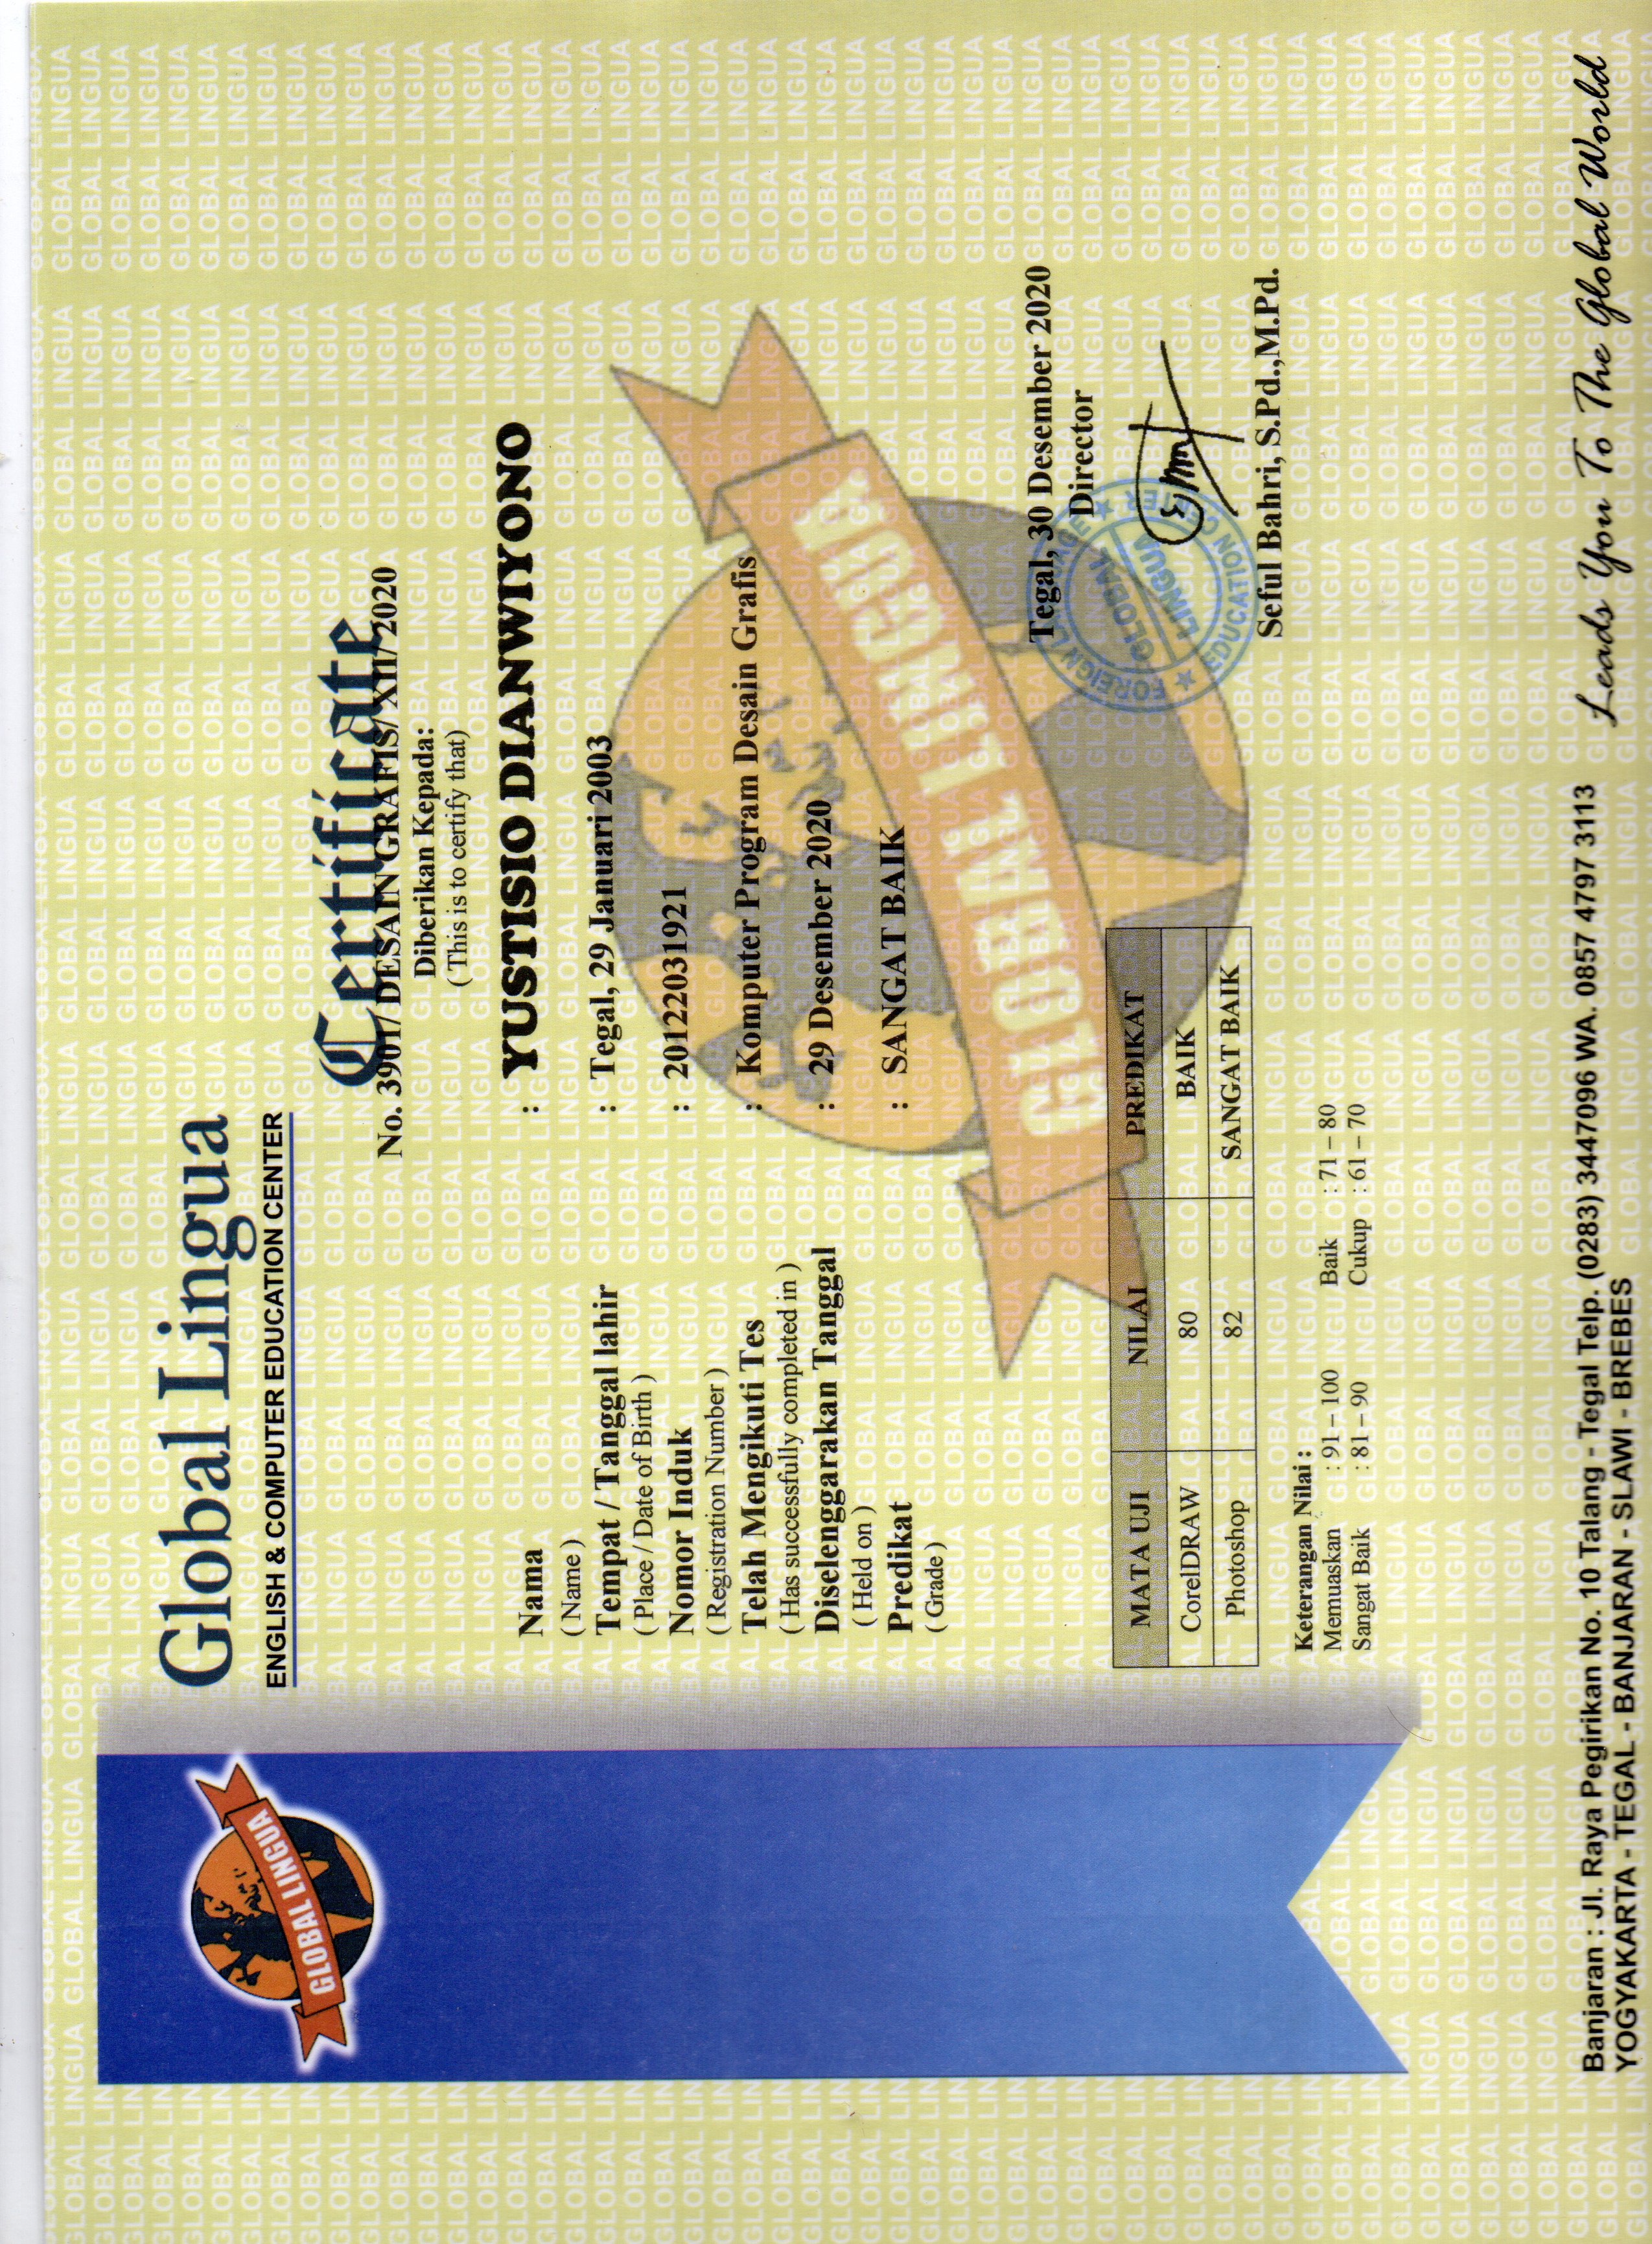 GLOBAL LINGUA
Global Lingua
ENGLISH & COMPUTER EDUCATION CENTER
Certificate
No. 3901/ DESAIN GRAFIS/ XII/ 2020
Diberikan Kepada:
( This is to certify that)
Nama : YUSTISIO DIANWIYONO
( Name )
Tempat / Tanggal lahir : Tegal, 29 Januari 2003
( Place / Date of Birth )
Nomor Induk : 20122031921
( Registration Number )
Telah Mengikuti Tes : Komputer Program Desain Grafis
( Has successfully completed in )
Diselenggarakan Tanggal : 29 Desember 2020
( Held on )
Predikat : SANGAT BAIK
( Grade )
GLOBAL LINGUA
Tegal, 30 Desember 2020
Director
FOREIGN LANGUAGE EDUCATION CENTER
GLOBAL
LINGUA
Seful Bahri, S.Pd.,M.Pd.
MATA UJI NILAI PREDIKAT
CorelDRAW 80 BAIK
Photoshop 82 SANGAT BAIK
Keterangan Nilai :
Memuaskan : 91 – 100 Baik : 71 – 80
Sangat Baik : 81 – 90 Cukup : 61 – 70
Banjaran : Jl. Raya Pegirikan No. 10 Talang - Tegal Telp. (0283) 3447096 WA. 0857 4797 3113
YOGYAKARTA - TEGAL - BANJARAN - SLAWI - BREBES
Leads You To The Global World